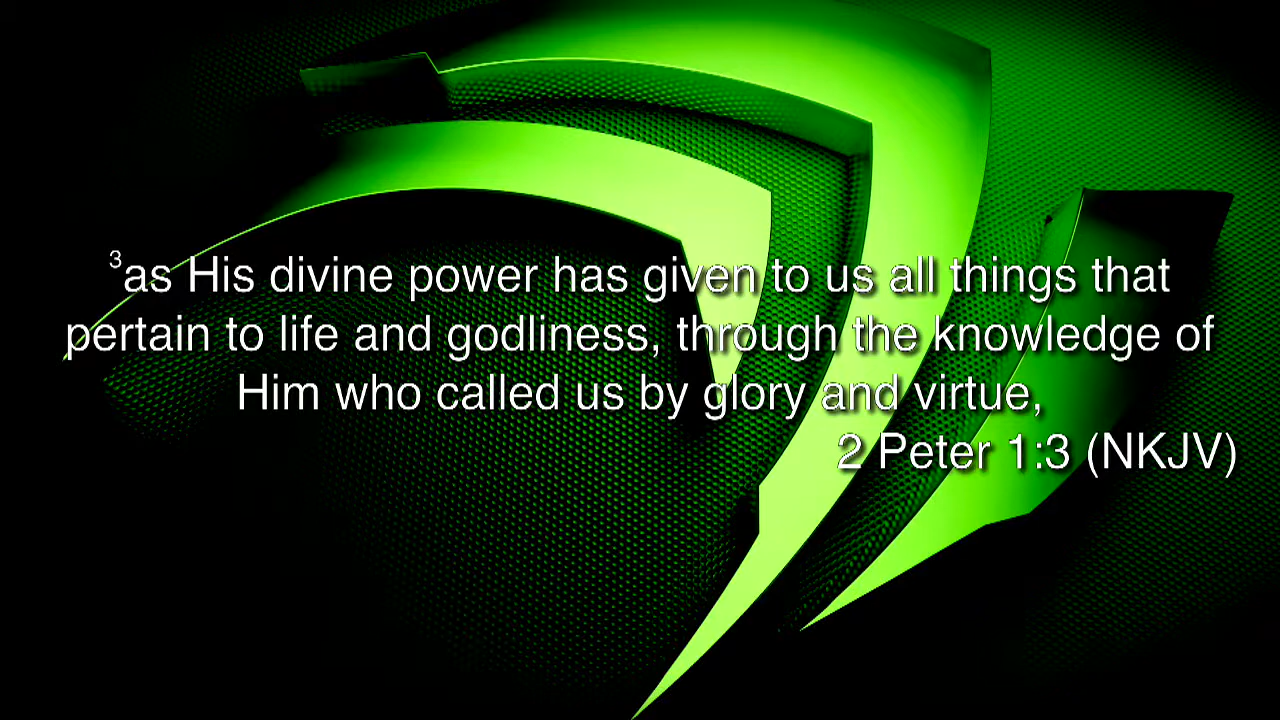 ³as His divine power has given to us all things that
pertain to life and godliness, through the knowledge of
Him who called us by glory and virtue,
2 Peter 1:3 (NKJV)